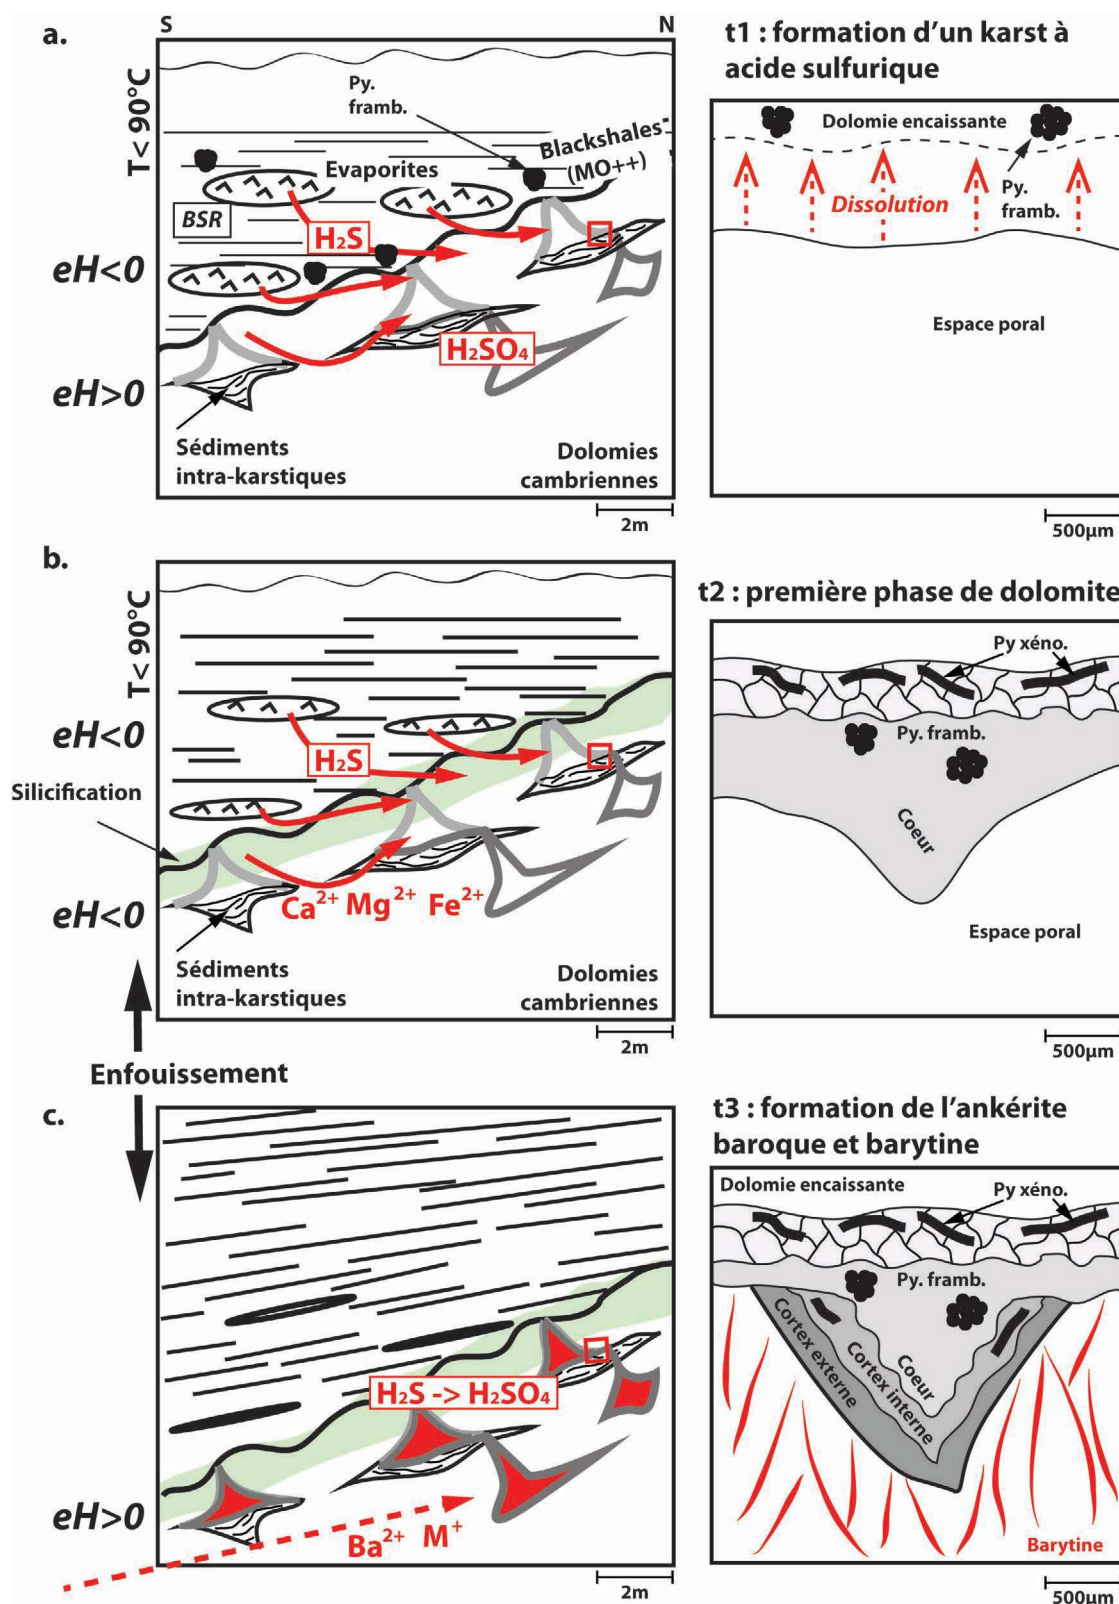 a.
S
N
T< 90°C
eH<0
eH>0
Py.
framb.
Blackshales
(MO++)
Evaporites
BSR
H₂S
H₂SO₄
Sédiments
intra-karstiques
Dolomies
cambriennes
2m
t1 : formation d'un karst à
acide sulfurique
Dolomie encaissante
Dissolution
Py.
framb.
Espace poral
500µm
b.
T< 90°C
eH<0
Silicification
eH<0
H₂S
Ca²⁺ Mg²⁺ Fe²⁺
Sédiments
intra-karstiques
Dolomies
cambriennes
2m
t2 : première phase de dolomite
Py xéno.
Py. framb.
Coeur
Espace poral
500µm
Enfouissement
c.
eH>0
H₂S -> H₂SO₄
Ba²⁺ M⁺
2m
t3 : formation de l'ankérite
baroque et barytine
Dolomie encaissante
Py xéno.
Py. framb.
Coeur
Cortex interne
Cortex externe
Barytine
500µm